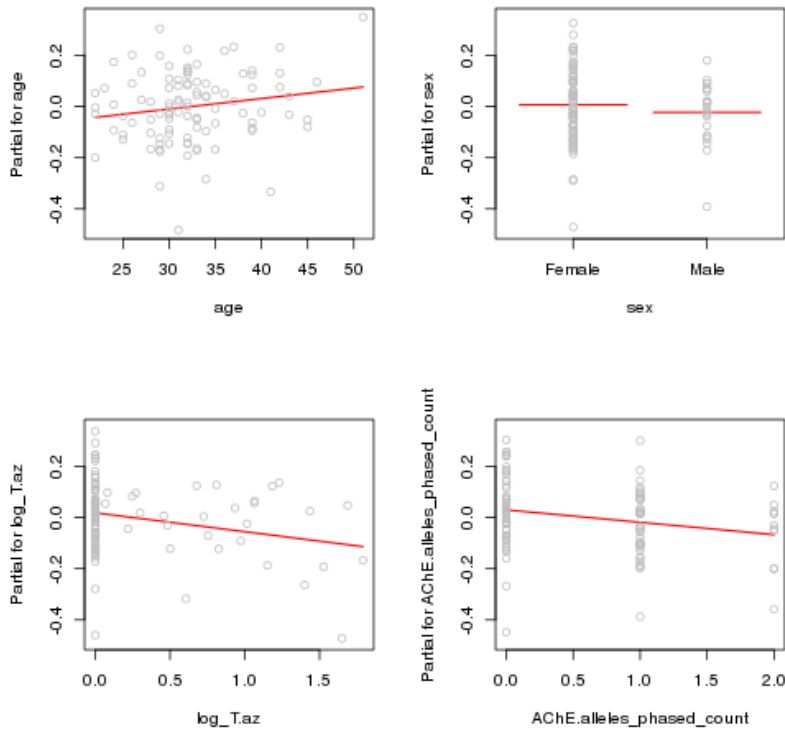 Partial for age
0.2
0.0
-0.2
-0.4
25 30 35 40 45 50
age
Partial for sex
0.2
0.0
-0.2
-0.4
Female Male
sex
Partial for log_T.az
0.2
0.0
-0.2
-0.4
0.0 0.5 1.0 1.5
log_T.az
Partial for AChE.alleles_phased_count
0.2
0.0
-0.2
-0.4
0.0 0.5 1.0 1.5 2.0
AChE.alleles_phased_count